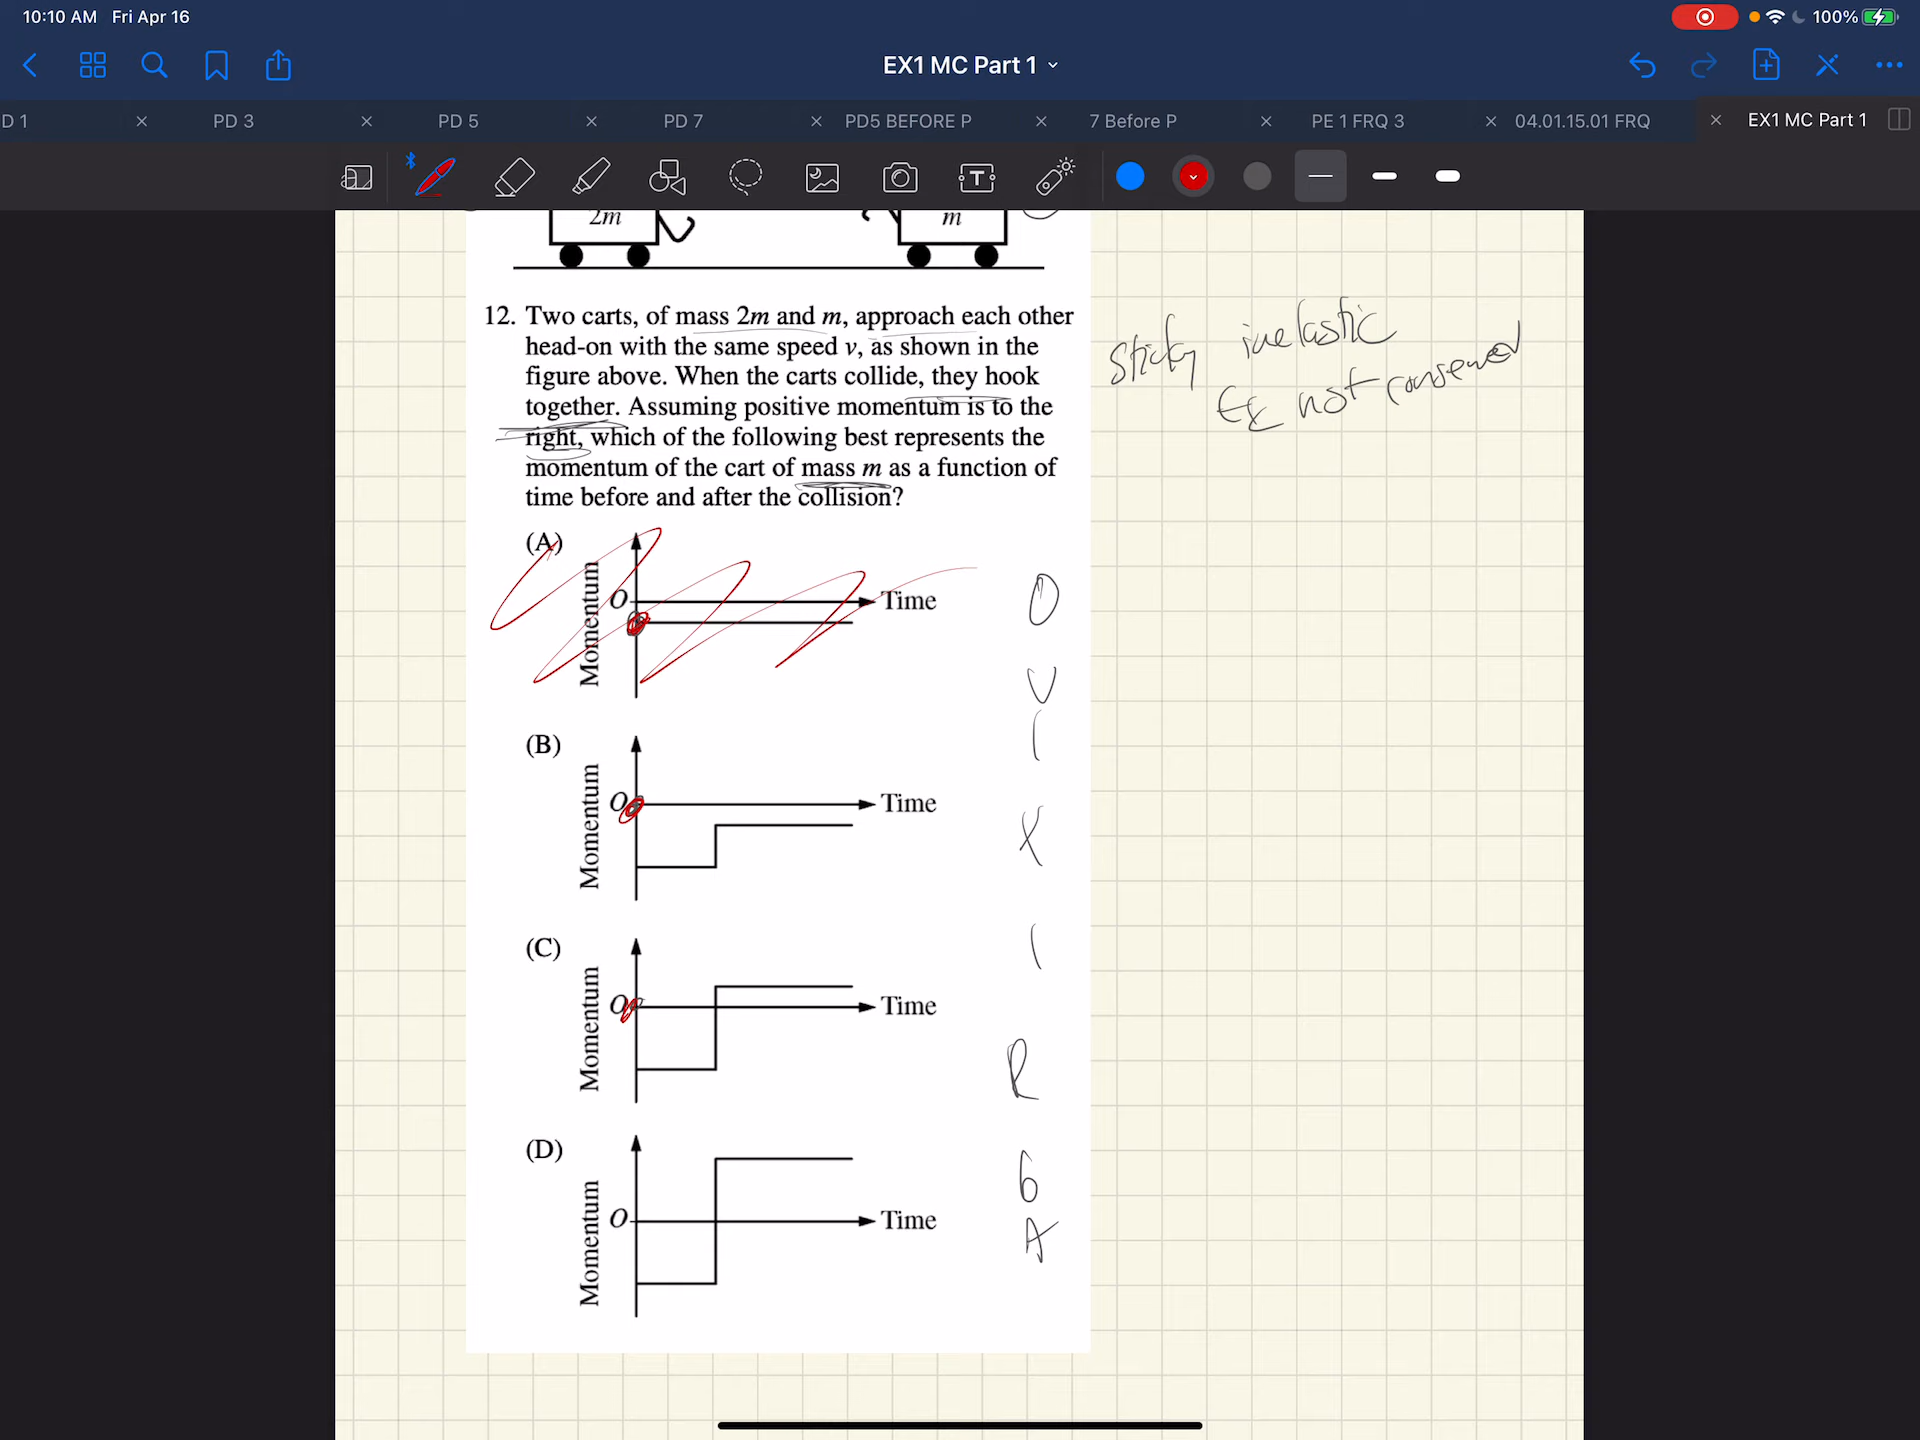 10:10 AM Fri Apr 16
100%
EX1 MC Part 1
D 1
PD 3
PD 5
PD 7
PD5 BEFORE P
7 Before P
PE 1 FRQ 3
04.01.15.01 FRQ
EX1 MC Part 1
2m
m
12. Two carts, of mass 2m and m, approach each other
head-on with the same speed v, as shown in the
figure above. When the carts collide, they hook
together. Assuming positive momentum is to the
right, which of the following best represents the
momentum of the cart of mass m as a function of
time before and after the collision?
Sticky inelastic
not conserved
(A)
Momentum
O
Time
(B)
Momentum
O
Time
(C)
Momentum
O
Time
(D)
Momentum
O
Time
O
V
X
R
6
A